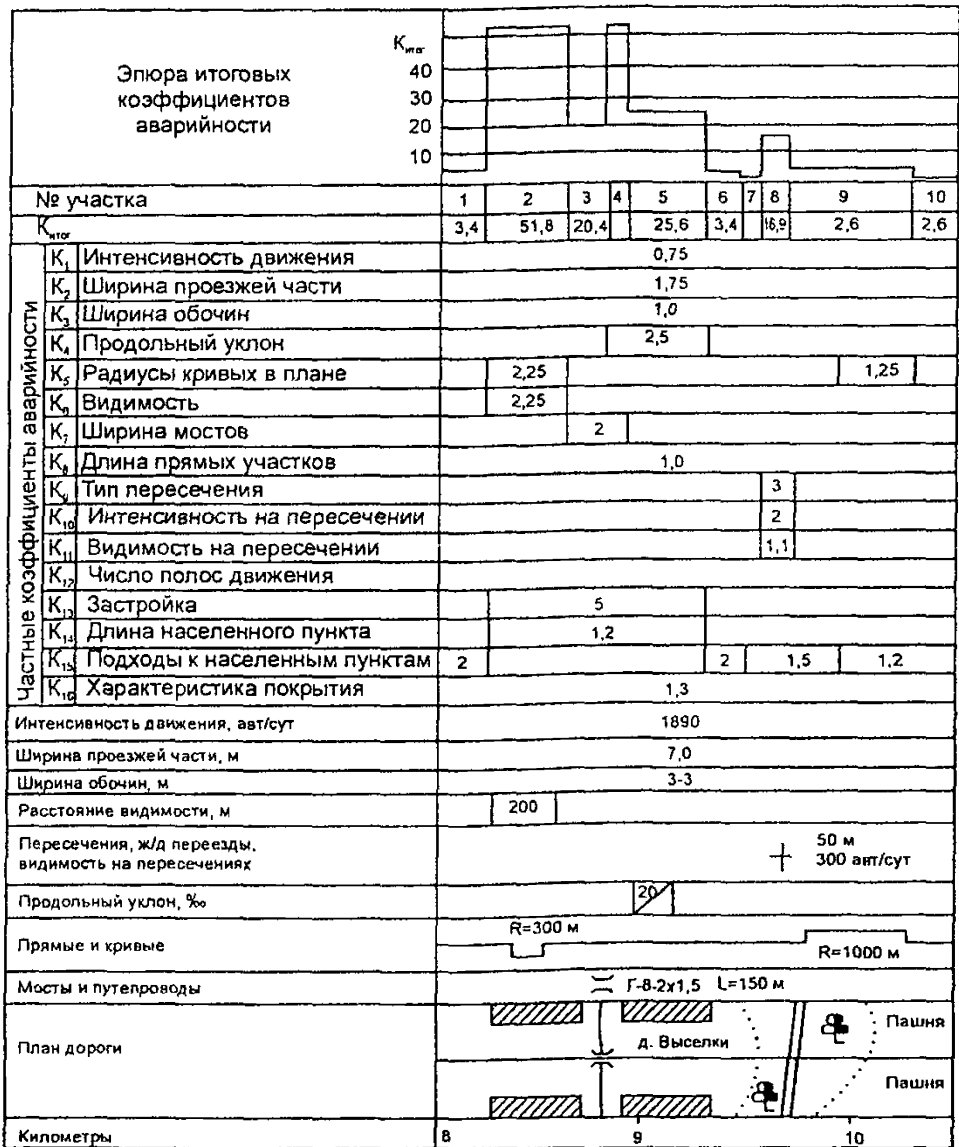 Эпюра итоговых
коэффициентов
аварийности
Kитог
40
30
20
10
№ участка 1 2 3 4 5 6 7 8 9 10
Kитог 3,4 51,8 20,4 25,6 3,4 16,9 2,6 2,6
Частные коэффициенты аварийности
K1 Интенсивность движения 0,75
K2 Ширина проезжей части 1,75
K3 Ширина обочин 1,0
K4 Продольный уклон 2,5
K5 Радиусы кривых в плане 2,25 1,25
K6 Видимость 2,25
K7 Ширина мостов 2
K8 Длина прямых участков 1,0
K9 Тип пересечения 3
K10 Интенсивность на пересечении 2
K11 Видимость на пересечении 1,1
K12 Число полос движения
K13 Застройка 5
K14 Длина населенного пункта 1,2
K15 Подходы к населенным пунктам 2 2 1,5 1,2
K16 Характеристика покрытия 1,3
Интенсивность движения, авт/сут 1890
Ширина проезжей части, м 7,0
Ширина обочин, м 3-3
Расстояние видимости, м 200
Пересечения, ж/д переезды,
видимость на пересечениях
50 м
300 авт/сут
Продольный уклон, ‰ 20
Прямые и кривые R=300 м R=1000 м
Мосты и путепроводы Г-8-2х1,5 L=150 м
План дороги
д. Выселки
Пашня
Пашня
Километры 8 9 10